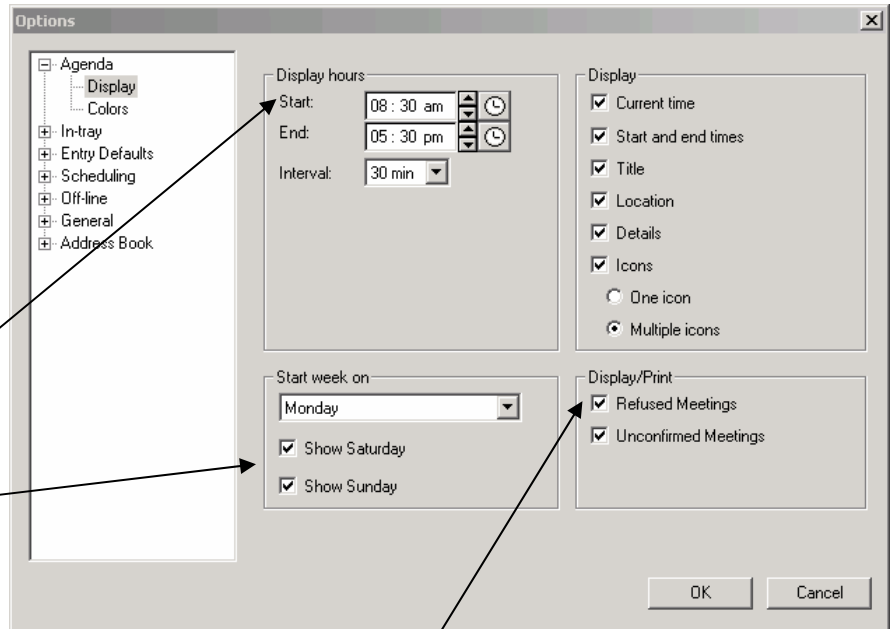 Options
Agenda
Display
Colors
In-tray
Entry Defaults
Scheduling
Off-line
General
Address Book
Display hours
Start: 08 : 30 am
End: 05 : 30 pm
Interval: 30 min
Display
Current time
Start and end times
Title
Location
Details
Icons
One icon
Multiple icons
Start week on
Monday
Show Saturday
Show Sunday
Display/Print
Refused Meetings
Unconfirmed Meetings
OK Cancel